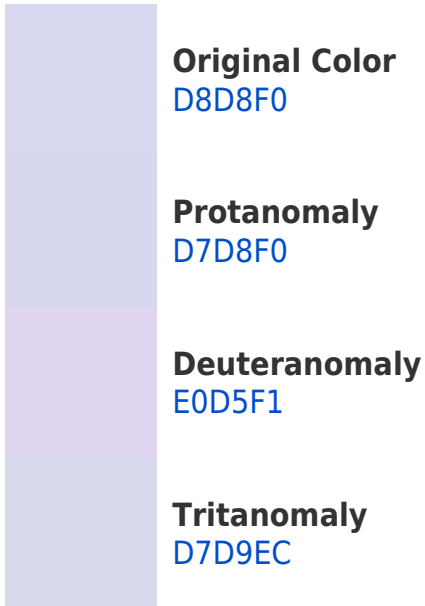 Original Color
D8D8F0
Protanomaly
D7D8F0
Deuteranomaly
E0D5F1
Tritanomaly
D7D9EC